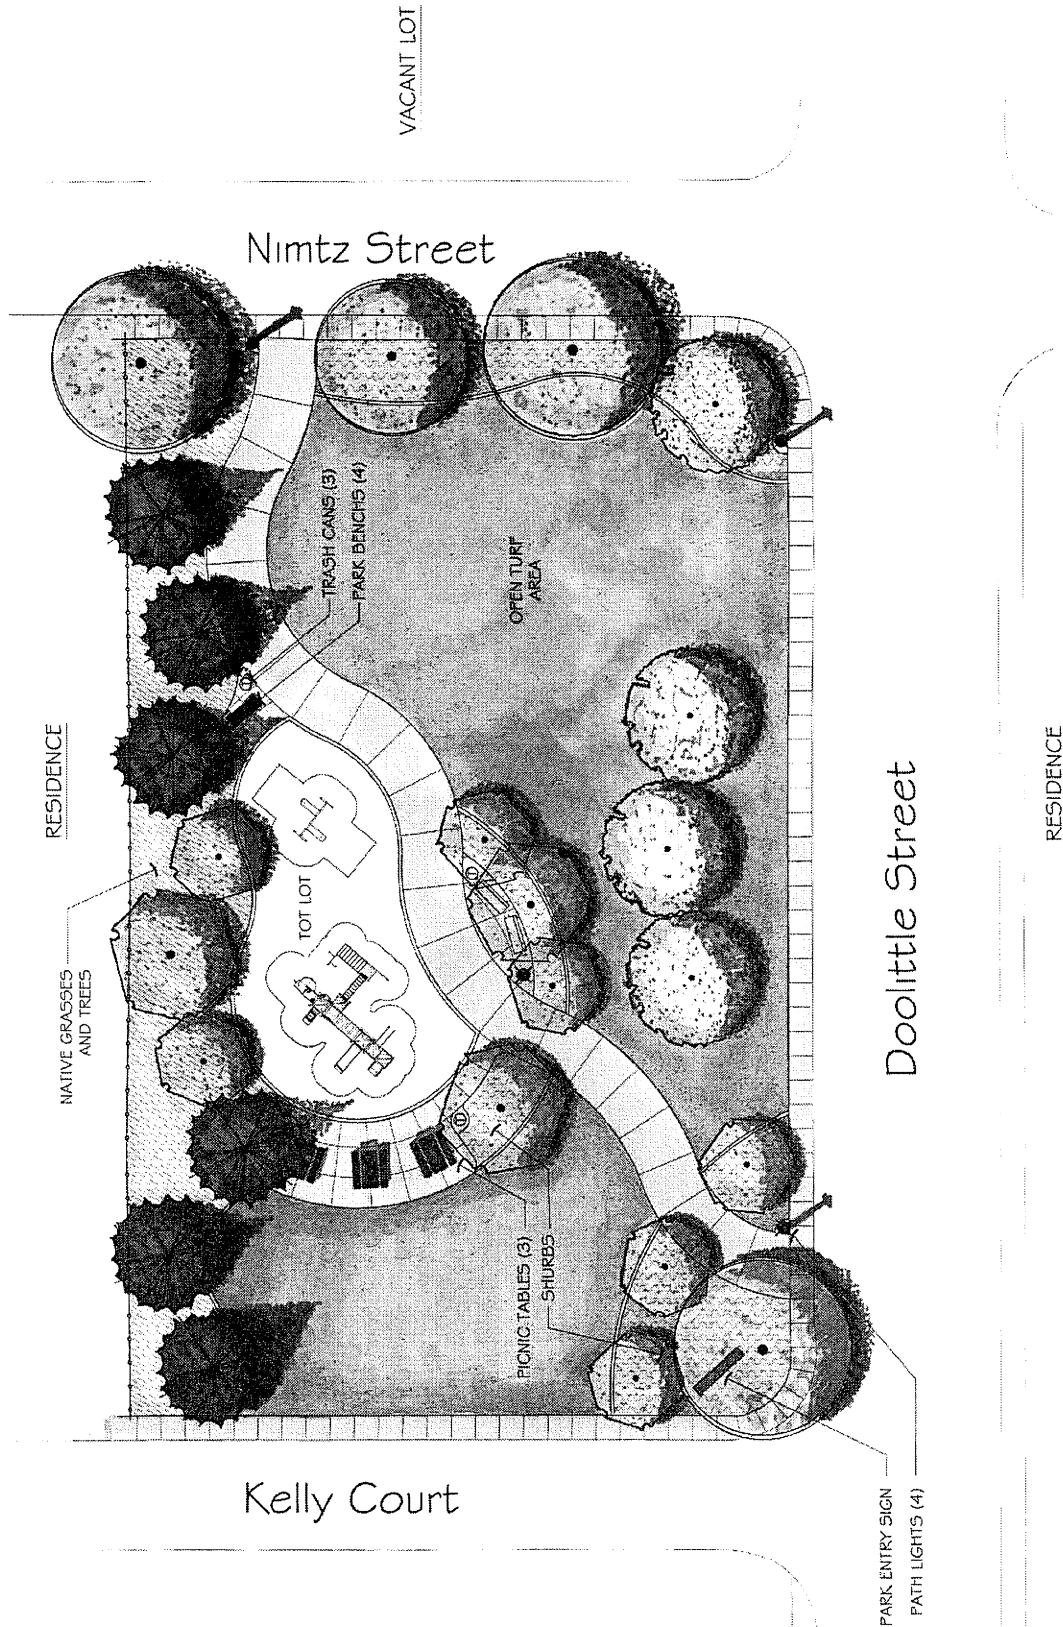 VACANT LOT
Nimtz Street
TRASH CANS (3)
PARK BENCHS (4)
OPEN TURF
AREA
RESIDENCE
NATIVE GRASSES
AND TREES
TOT LOT
Doolittle Street
RESIDENCE
PICNIC TABLES (3)
SHURBS
Kelly Court
PARK ENTRY SIGN
PATH LIGHTS (4)